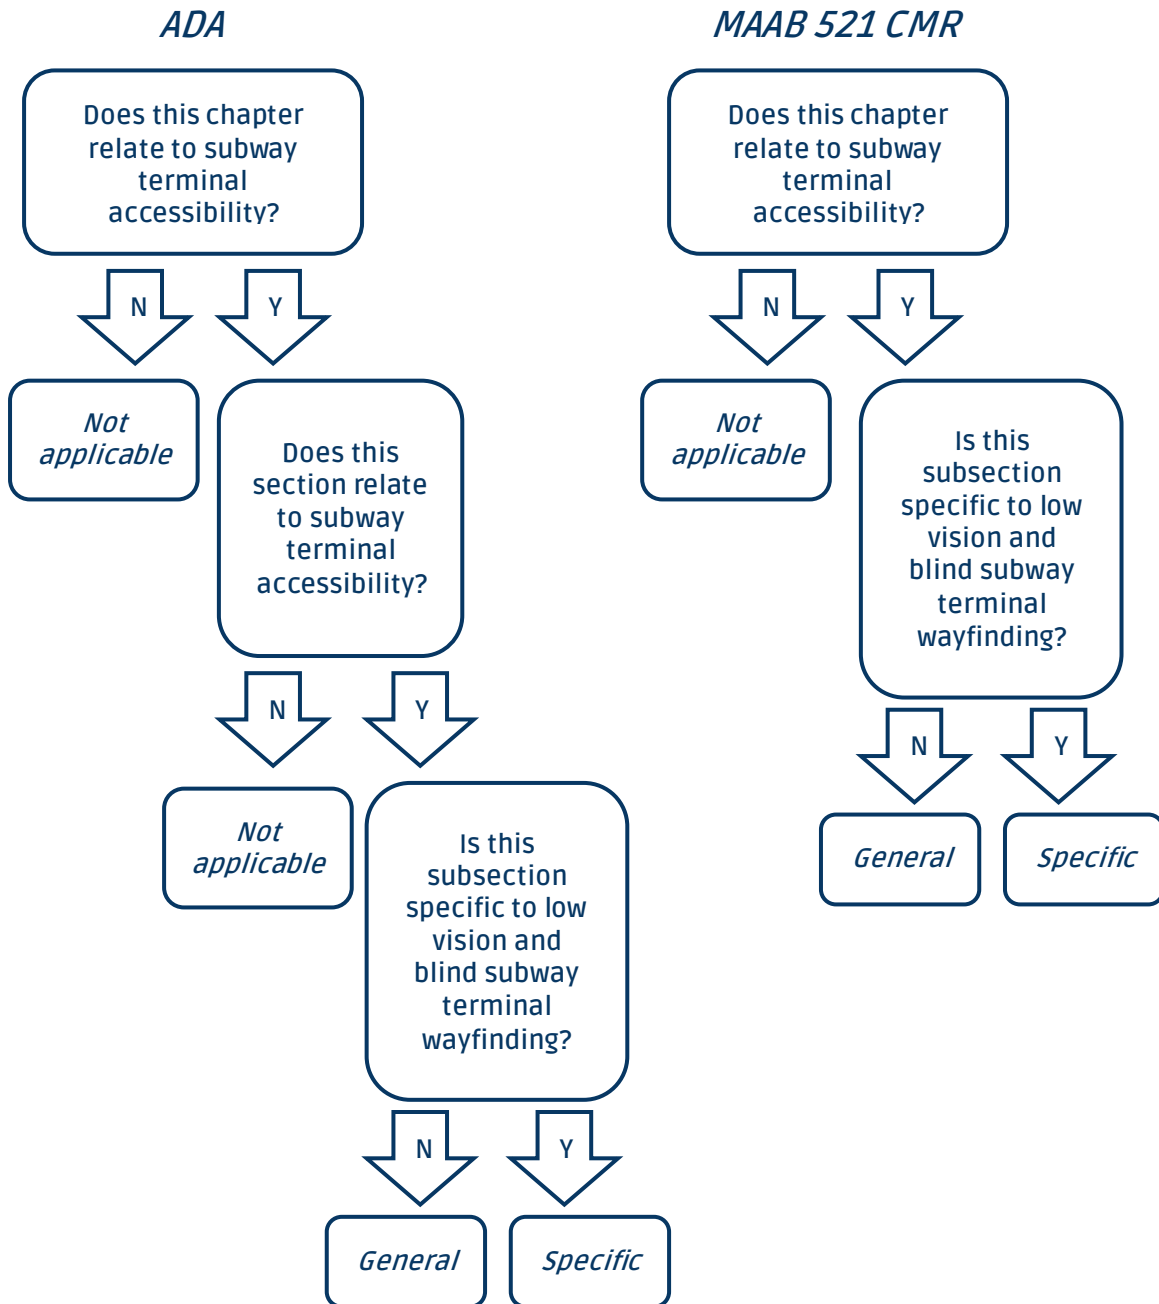 ADA
Does this chapter
relate to subway
terminal
accessibility?
N
Y
Not
applicable
Does this
section relate
to subway
terminal
accessibility?
N
Y
Not
applicable
Is this
subsection
specific to low
vision and
blind subway
terminal
wayfinding?
N
Y
General
Specific
MAAB 521 CMR
Does this chapter
relate to subway
terminal
accessibility?
N
Y
Not
applicable
Is this
subsection
specific to low
vision and
blind subway
terminal
wayfinding?
N
Y
General
Specific